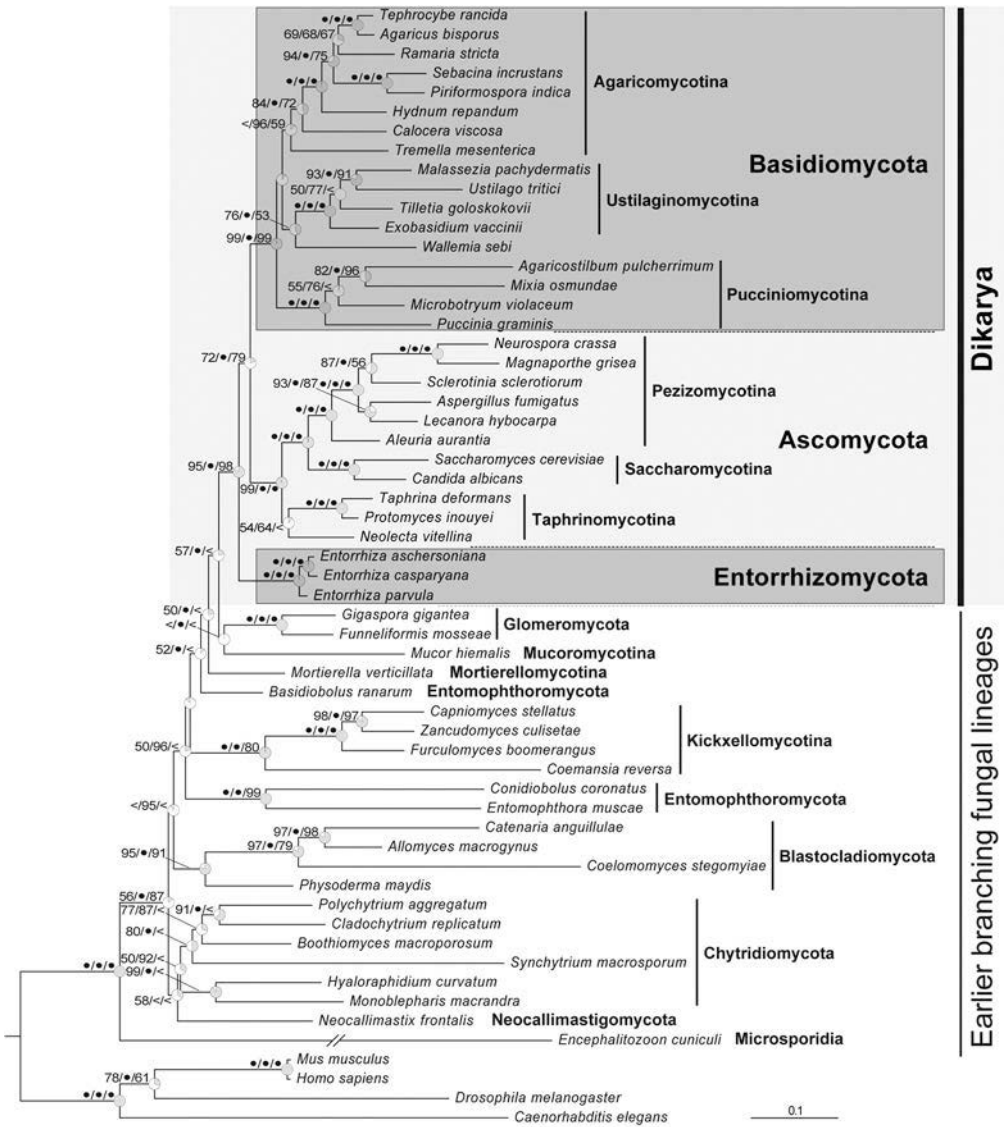 ●/●/● Tephrocybe rancida
69/68/67 Agaricus bisporus
94/●/75 Ramaria stricta
●/●/● Sebacina incrustans
●/●/● Piriformospora indica
Agaricomycotina
84/●/72 Hydnum repandum
</96/59 Calocera viscosa
Tremella mesenterica
Basidiomycota
93/●/91 Malassezia pachydermatis
50/77/< Ustilago tritici
●/●/● Tilletia goloskokovii
Ustilaginomycotina
76/●/53 Exobasidium vaccinii
99/●/99 Wallemia sebi
82/●/96 Agaricostilbum pulcherrimum
55/76/< Mixia osmundae
●/●/● Microbotryum violaceum
Pucciniomycotina
Puccinia graminis
Dikarya
●/●/● Neurospora crassa
72/●/79 87/●/56 Magnaporthe grisea
93/●/87 ●/●/● Sclerotinia sclerotiorum
Pezizomycotina
Aspergillus fumigatus
●/●/● Lecanora hybocarpa
●/●/● Aleuria aurantia
Ascomycota
●/●/● Saccharomyces cerevisiae
Saccharomycotina
95/●/98 Candida albicans
99/●/● ●/●/● Taphrina deformans
Protomyces inouyei
Taphrinomycotina
54/64/< Neolecta vitellina
57/●/< ●/●/● Entorrhiza aschersoniana
●/●/● Entorrhiza casparyana
Entorrhizomycota
Entorrhiza parvula
50/●/< Gigaspora gigantea
</●/< ●/●/● Funneliformis mosseae
Glomeromycota
52/●/< Mucor hiemalis Mucoromycotina
Mortierella verticillata Mortierellomycotina
Basidiobolus ranarum Entomophthoromycota
98/●/97 Capniomyces stellatus
●/●/● Zancudomyces culisetae
50/96/< ●/●/80 Furculomyces boomerangus
Kickxellomycotina
Coemansia reversa
●/●/99 Conidiobolus coronatus
</95/< Entomophthora muscae
Entomophthoromycota
97/●/98 Catenaria anguillulae
95/●/91 97/●/79 Allomyces macrogynus
Coelomomyces stegomyiae
Blastocladiomycota
Physoderma maydis
56/●/87
77/87/< 91/●/< Polychytrium aggregatum
Cladochytrium replicatum
80/●/< Boothiomyces macroporosum
50/92/< Synchytrium macrosporum
Chytridiomycota
●/●/● 99/●/< Hyaloraphidium curvatum
58/</< Monoblepharis macrandra
Neocallimastix frontalis Neocallimastigomycota
Encephalitozoon cuniculi Microsporidia
Earlier branching fungal lineages
●/●/● Mus musculus
78/●/61 Homo sapiens
●/●/● Drosophila melanogaster
Caenorhabditis elegans
0.1